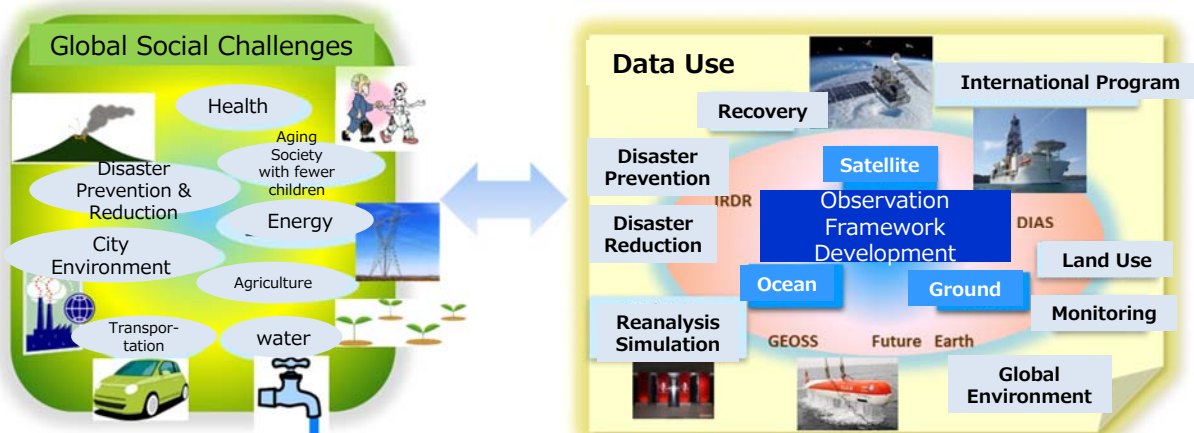 Global Social Challenges
Health
Aging
Society
with fewer
children
Disaster
Prevention &
Reduction
Energy
City
Environment
Agriculture
Transpor-
tation
water
Data Use
International Program
Recovery
Disaster
Prevention
Satellite
IRDR
Observation
Framework
Development
DIAS
Disaster
Reduction
Land Use
Ocean
Ground
Monitoring
Reanalysis
Simulation
GEOSS
Future Earth
Global
Environment